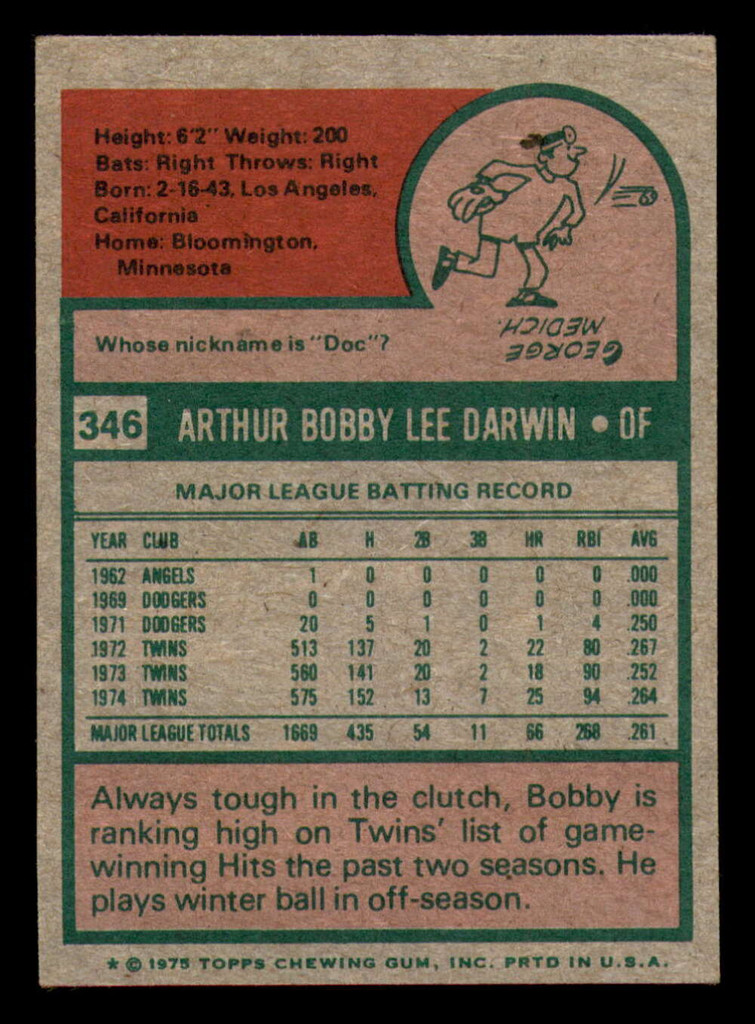 Height: 6'2" Weight: 200
Bats: Right Throws: Right
Born: 2-16-43, Los Angeles,
California
Home: Bloomington,
Minnesota
Whose nickname is "Doc"?
GEORGE
MEDICH.
346 ARTHUR BOBBY LEE DARWIN • OF
MAJOR LEAGUE BATTING RECORD
YEAR CLUB AB H 2B 3B HR RBI AVG
1962 ANGELS 1 0 0 0 0 0 .000
1969 DODGERS 0 0 0 0 0 0 .000
1971 DODGERS 20 5 1 0 1 4 .250
1972 TWINS 513 137 20 2 22 80 .267
1973 TWINS 560 141 20 2 18 90 .252
1974 TWINS 575 152 13 7 25 94 .264
MAJOR LEAGUE TOTALS 1669 435 54 11 66 268 .261
Always tough in the clutch, Bobby is
ranking high on Twins' list of game-
winning Hits the past two seasons. He
plays winter ball in off-season.
* © 1975 TOPPS CHEWING GUM, INC. PRTD IN U.S.A.